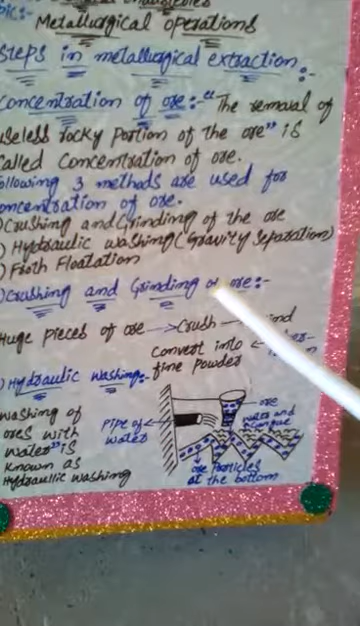 Metallurgical operations
steps in metallurgical extraction:-
concentration of ore:- "The removal of
useless rocky portion of the ore" is
called concentration of ore.
ollowing 3 methods are used for
oncentration of ore.
) Crushing and Grinding of the ore
) Hydraulic washing (Gravity Separation)
) Froth Floatation
) Crushing and Grinding of ore:-
Huge pieces of ore → Crush → ind
Convert into ←
fine powder
) Hydraulic washing:-
washing of
ores with
water" is
known as
Hydraullic washing
Pipe of
water
ore
water and
Gangue
ore Particles
at the bottom